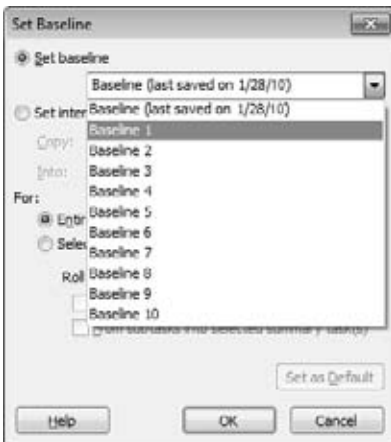 Set Baseline
Set baseline
Baseline (last saved on 1/28/10)
Set inter
Baseline (last saved on 1/28/10)
Baseline 1
Copy:
Baseline 2
Into:
Baseline 3
For:
Baseline 4
Baseline 5
Entir
Baseline 6
Selec
Baseline 7
Roll
Baseline 8
Baseline 9
Baseline 10
From subtasks into selected summary task(s)
Set as Default
Help
OK
Cancel